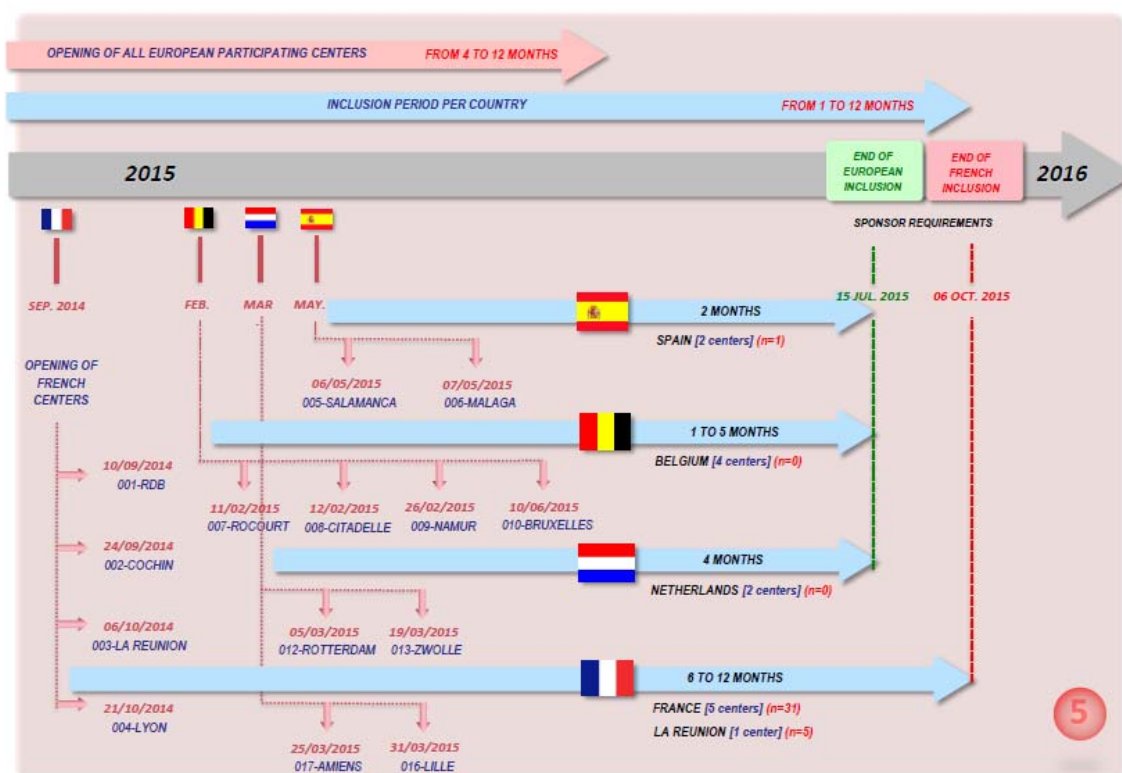 OPENING OF ALL EUROPEAN PARTICIPATING CENTERS FROM 4 TO 12 MONTHS
INCLUSION PERIOD PER COUNTRY FROM 1 TO 12 MONTHS
2015
END OF
EUROPEAN
INCLUSION
END OF
FRENCH
INCLUSION
2016
SPONSOR REQUIREMENTS
SEP. 2014
FEB.
MAR
MAY.
15 JUL. 2015
06 OCT. 2015
2 MONTHS
SPAIN [2 centers] (n=1)
OPENING OF
FRENCH
CENTERS
06/05/2015
005-SALAMANCA
07/05/2015
006-MALAGA
1 TO 5 MONTHS
BELGIUM [4 centers] (n=0)
10/09/2014
001-RDB
11/02/2015
007-ROCOURT
12/02/2015
008-CITADELLE
26/02/2015
009-NAMUR
10/06/2015
010-BRUXELLES
24/09/2014
002-COCHIN
4 MONTHS
NETHERLANDS [2 centers] (n=0)
06/10/2014
003-LA REUNION
05/03/2015
012-ROTTERDAM
19/03/2015
013-ZWOLLE
6 TO 12 MONTHS
FRANCE [5 centers] (n=31)
LA REUNION [1 center] (n=5)
21/10/2014
004-LYON
25/03/2015
017-AMIENS
31/03/2015
016-LILLE
5